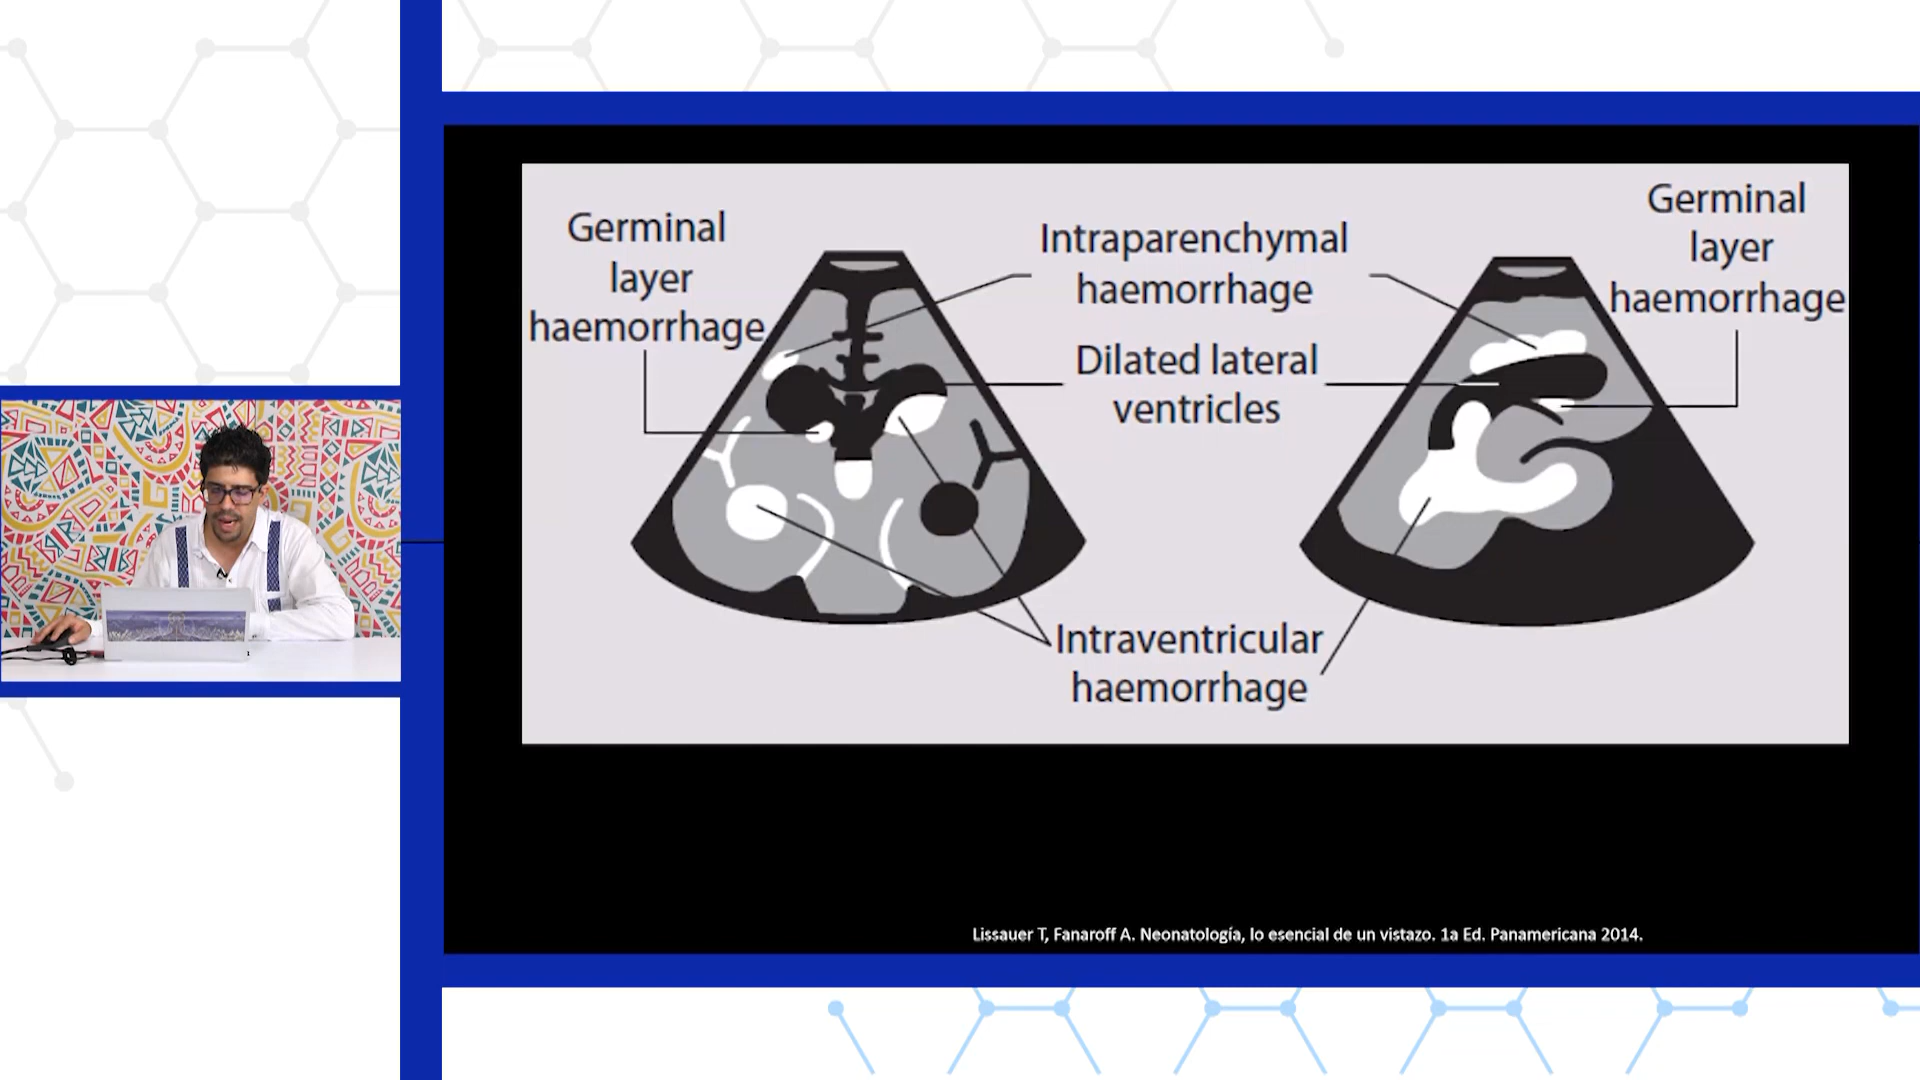 Germinal
layer
haemorrhage
Intraparenchymal
haemorrhage
Dilated lateral
ventricles
Intraventricular
haemorrhage
Germinal
layer
haemorrhage
Lissauer T, Fanaroff A. Neonatología, lo esencial de un vistazo. 1a Ed. Panamericana 2014.